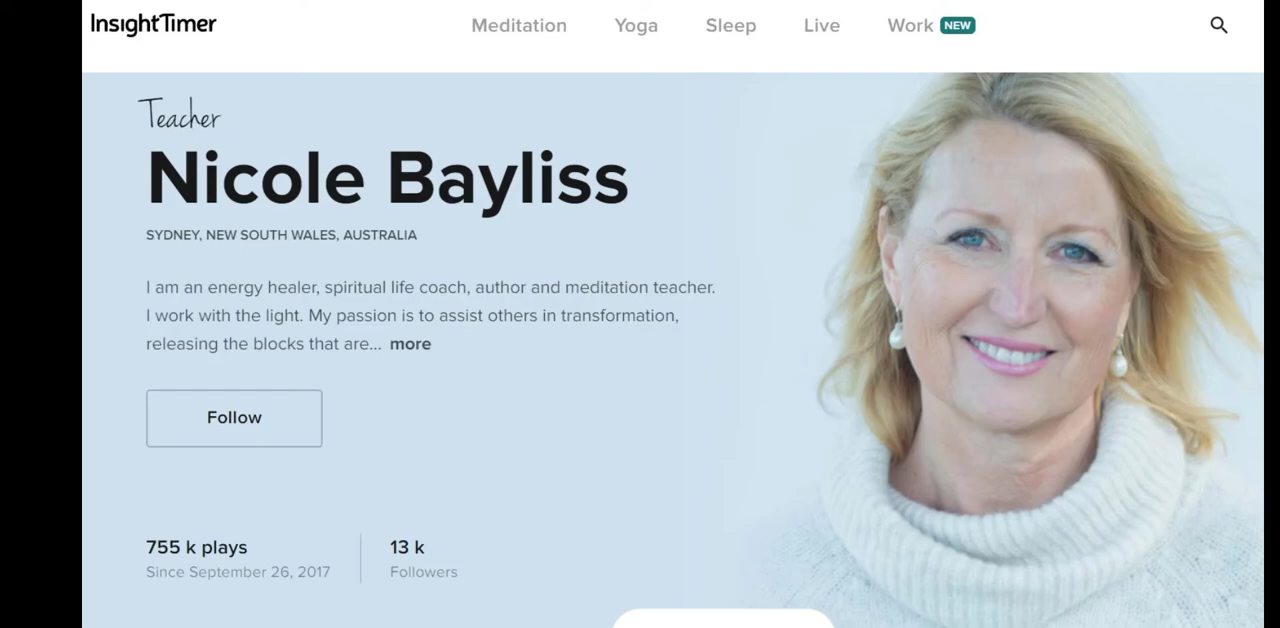 InsightTimer
Meditation Yoga Sleep Live Work NEW
Teacher
Nicole Bayliss
SYDNEY, NEW SOUTH WALES, AUSTRALIA
I am an energy healer, spiritual life coach, author and meditation teacher.
I work with the light. My passion is to assist others in transformation,
releasing the blocks that are... more
Follow
755 k plays 13 k
Since September 26, 2017 Followers